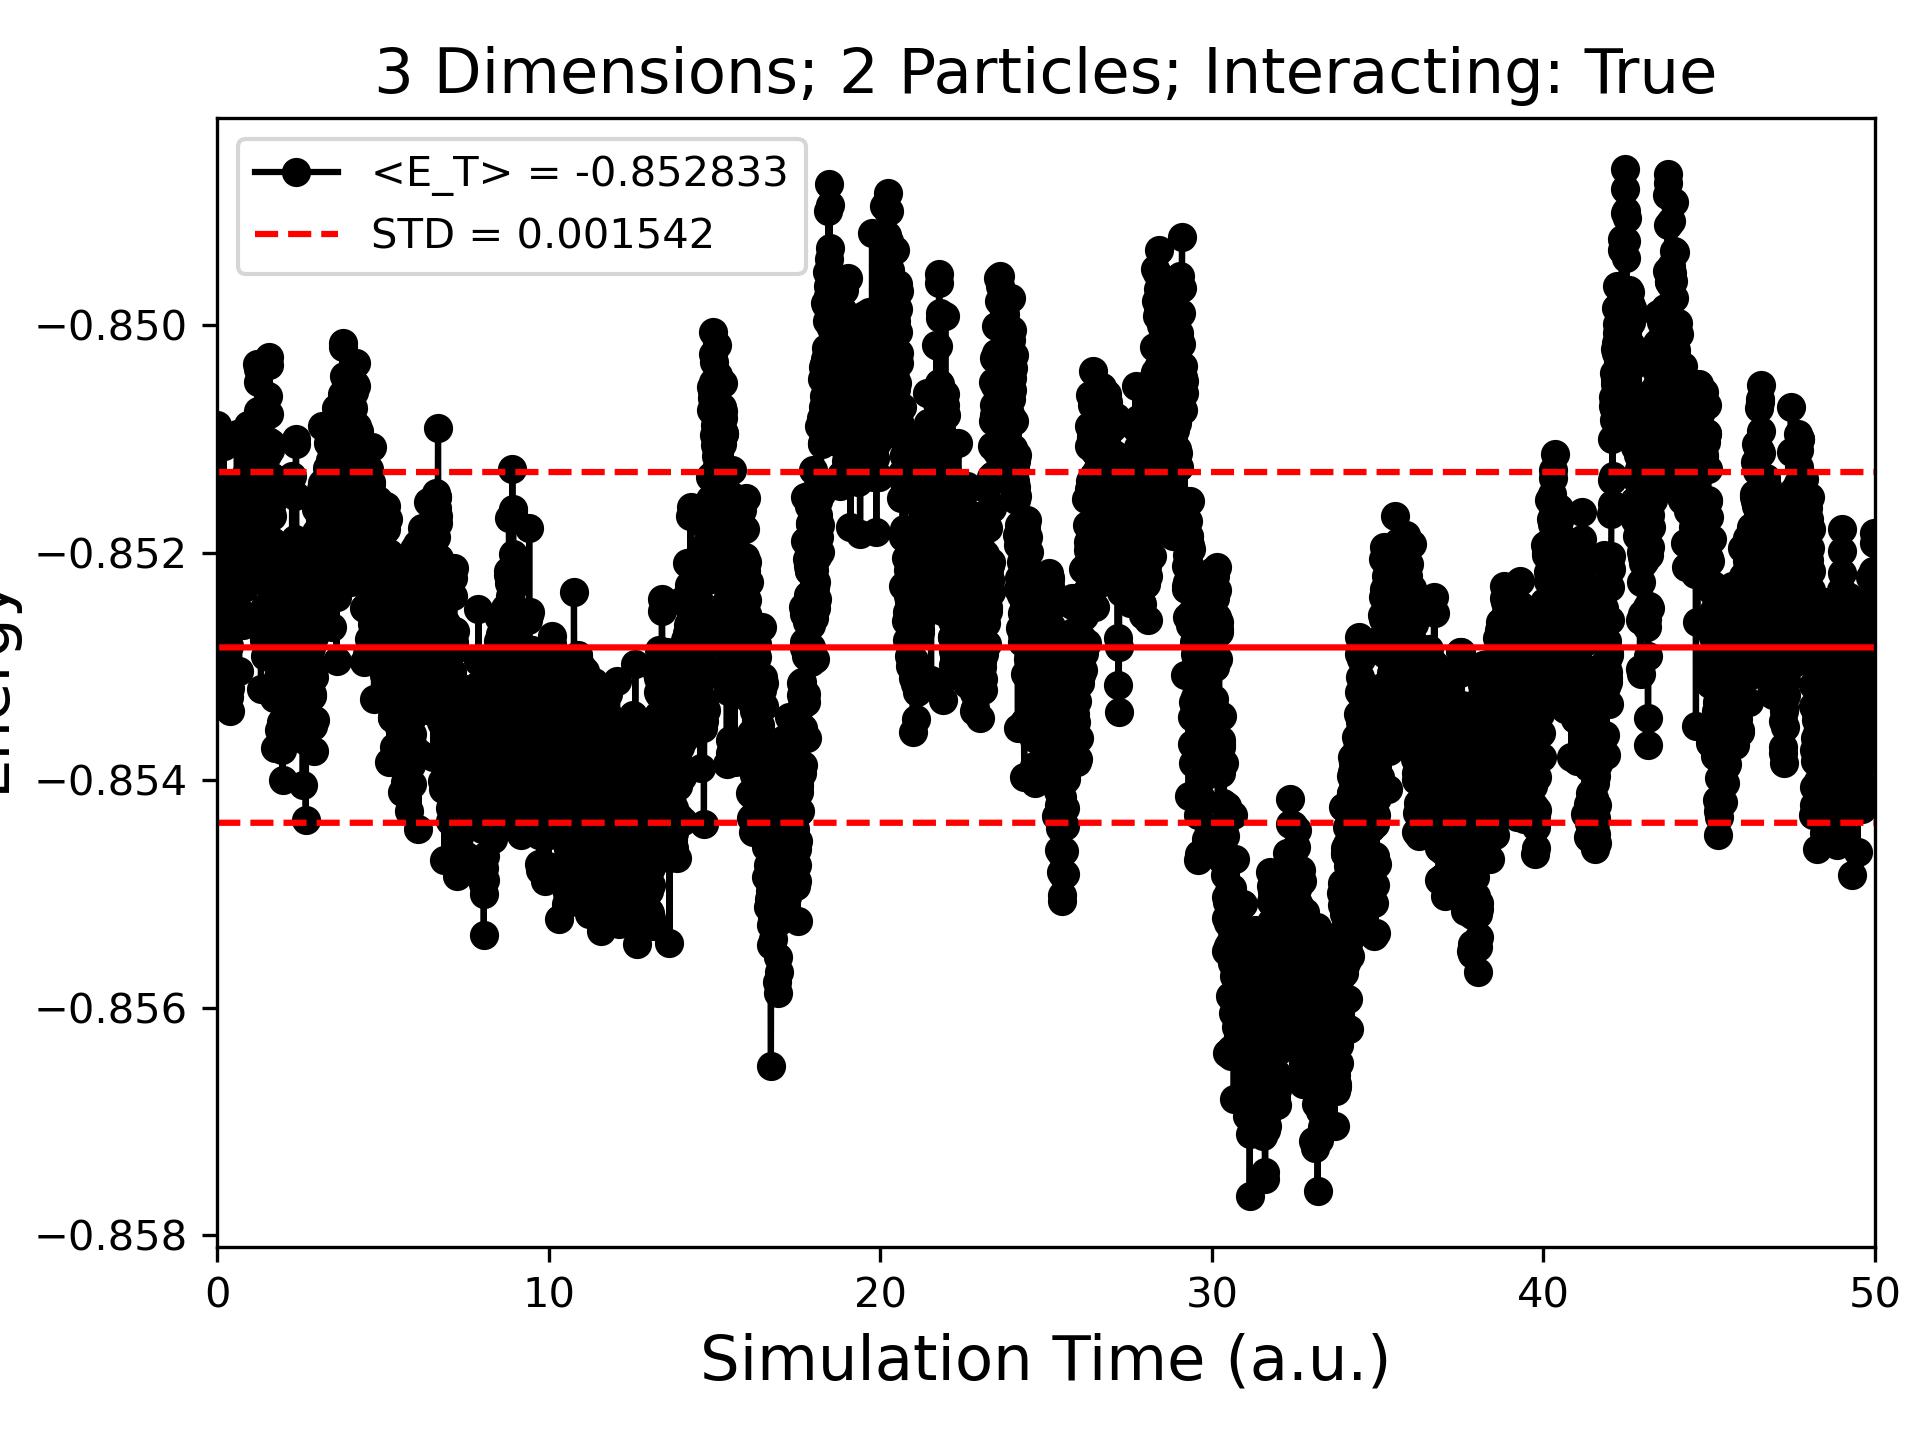 3 Dimensions; 2 Particles; Interacting: True
<E_T> = -0.852833
STD = 0.001542
−0.850
−0.852
−0.854
−0.856
−0.858
Energy
0 10 20 30 40 50
Simulation Time (a.u.)